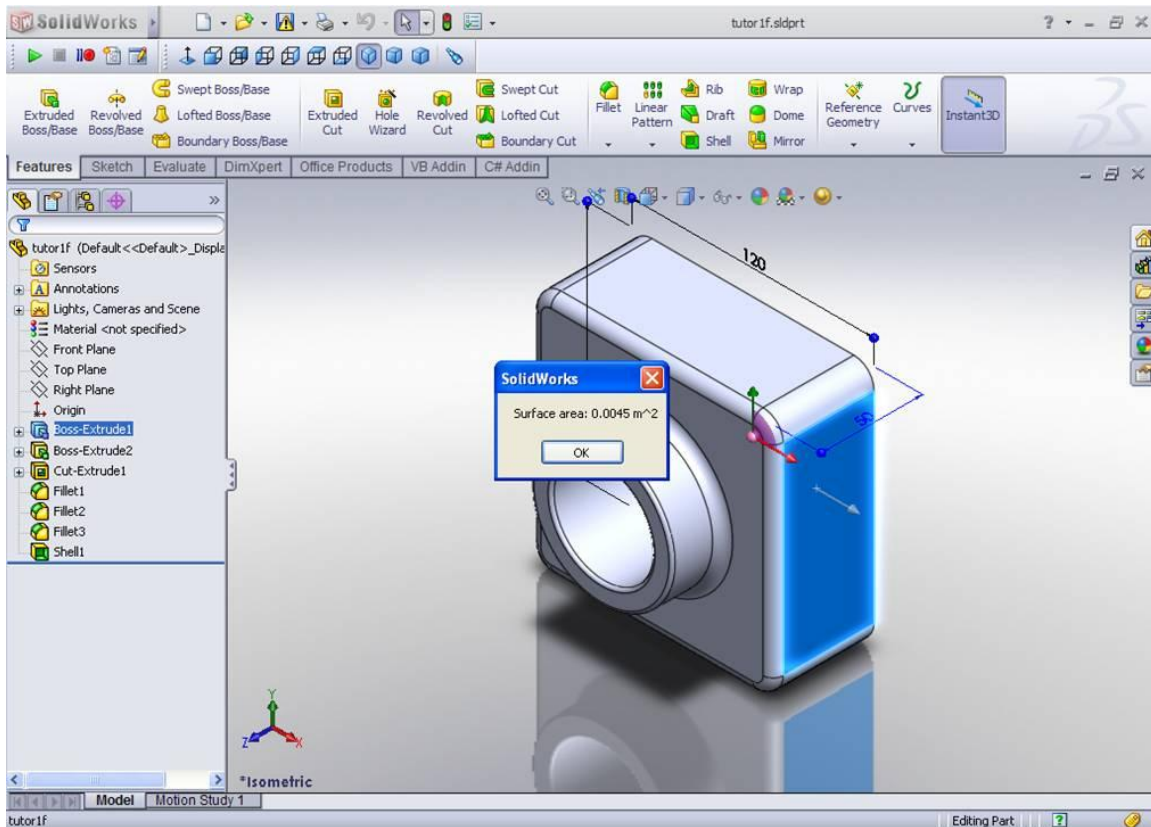 SolidWorks
tutor1f.sldprt
Extruded Boss/Base
Revolved Boss/Base
Swept Boss/Base
Lofted Boss/Base
Boundary Boss/Base
Extruded Cut
Hole Wizard
Revolved Cut
Swept Cut
Lofted Cut
Boundary Cut
Fillet
Linear Pattern
Rib
Draft
Shell
Wrap
Dome
Mirror
Reference Geometry
Curves
Instant3D
Features Sketch Evaluate DimXpert Office Products VB Addin C# Addin
tutor1f (Default<<Default>_Displa
Sensors
Annotations
Lights, Cameras and Scene
Material <not specified>
Front Plane
Top Plane
Right Plane
Origin
Boss-Extrude1
Boss-Extrude2
Cut-Extrude1
Fillet1
Fillet2
Fillet3
Shell1
120
50
SolidWorks
Surface area: 0.0045 m^2
OK
Y
Z X
*Isometric
Model Motion Study 1
tutor1f
Editing Part